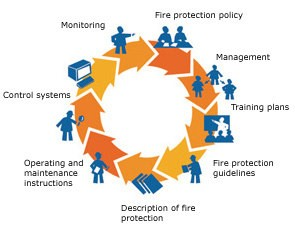 Monitoring
Fire protection policy
Management
Control systems
Training plans
Operating and
maintenance
instructions
Fire protection
guidelines
Description of fire
protection